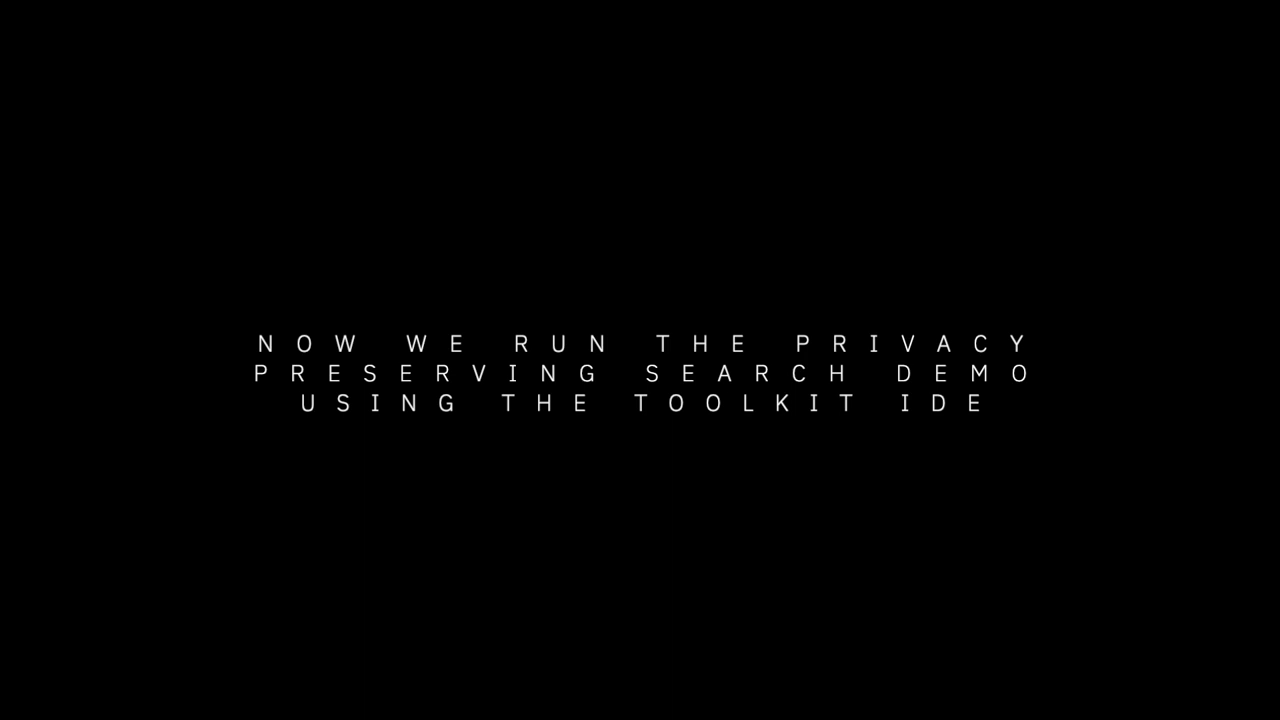 NOW WE RUN THE PRIVACY
PRESERVING SEARCH DEMO
USING THE TOOLKIT IDE